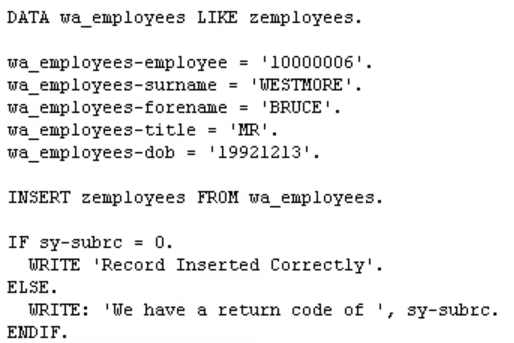 DATA wa_employees LIKE zemployees.
wa_employees-employee = '10000006'.
wa_employees-surname = 'WESTMORE'.
wa_employees-forename = 'BRUCE'.
wa_employees-title = 'MR'.
wa_employees-dob = '19921213'.
INSERT zemployees FROM wa_employees.
IF sy-subrc = 0.
  WRITE 'Record Inserted Correctly'.
ELSE.
  WRITE: 'We have a return code of ', sy-subrc.
ENDIF.